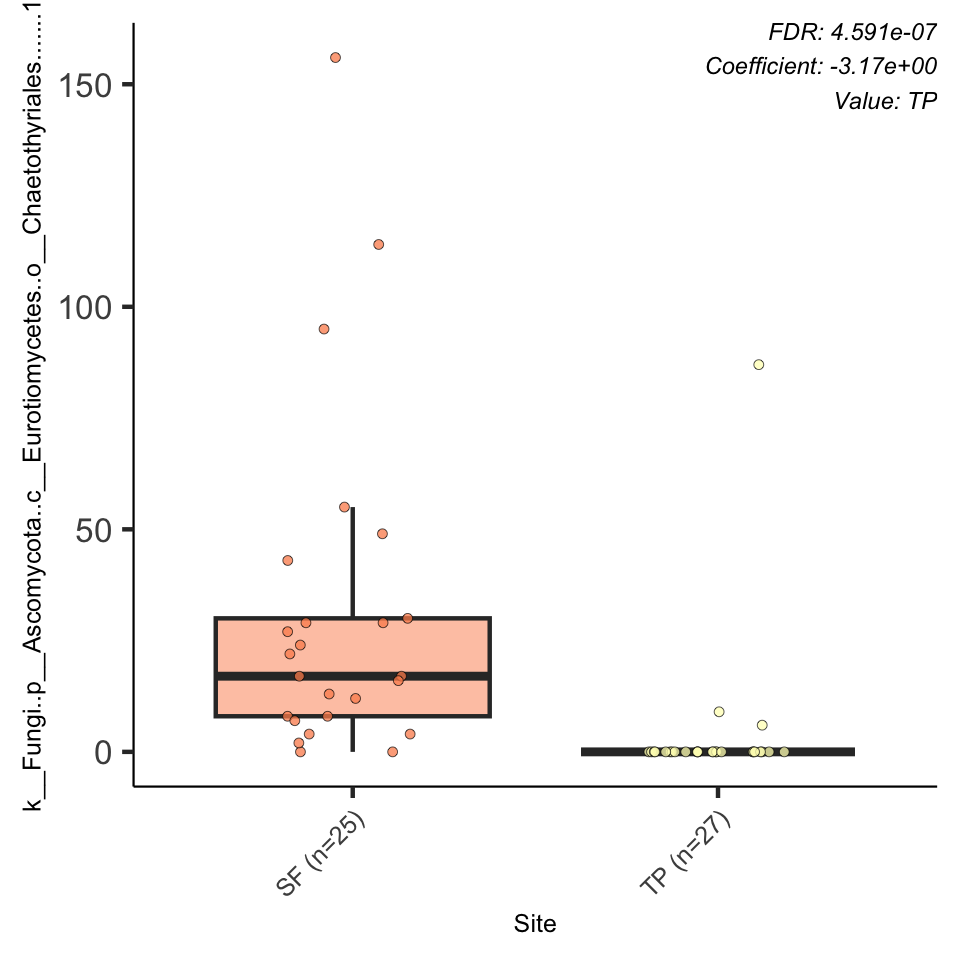 FDR: 4.591e-07
Coefficient: -3.17e+00
Value: TP
k__Fungi..p__Ascomycota..c__Eurotiomycetes..o__Chaetothyriales.......1
150
100
50
0
SF (n=25)
TP (n=27)
Site